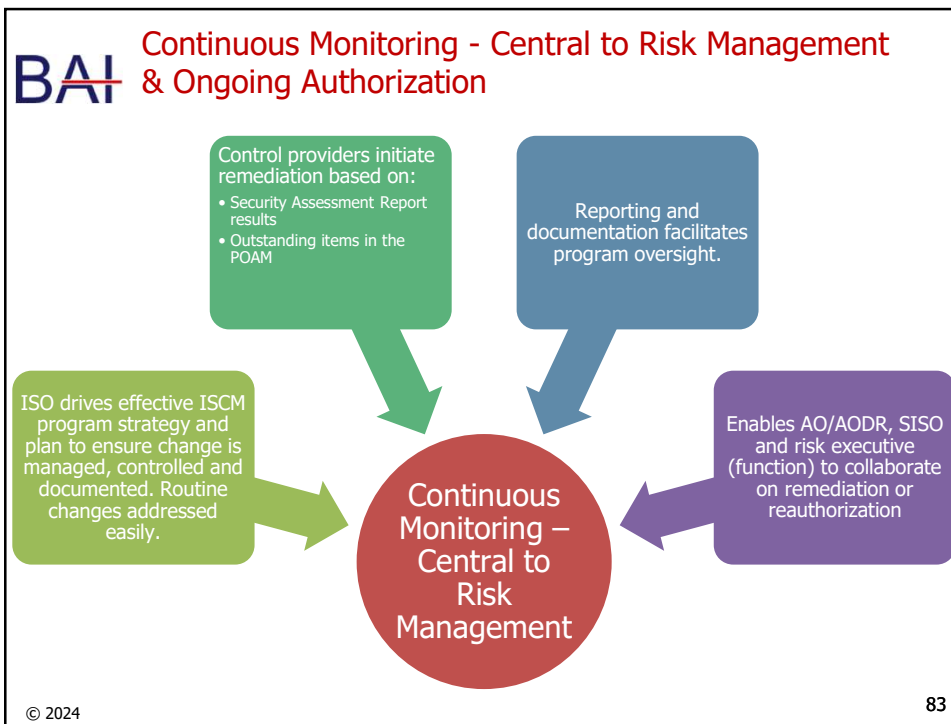 BAI
Continuous Monitoring - Central to Risk Management
& Ongoing Authorization
Control providers initiate
remediation based on:
• Security Assessment Report
results
• Outstanding items in the
POAM
Reporting and
documentation facilitates
program oversight.
ISO drives effective ISCM
program strategy and
plan to ensure change is
managed, controlled and
documented. Routine
changes addressed
easily.
Enables AO/AODR, SISO
and risk executive
(function) to collaborate
on remediation or
reauthorization
Continuous
Monitoring –
Central to
Risk
Management
© 2024
83